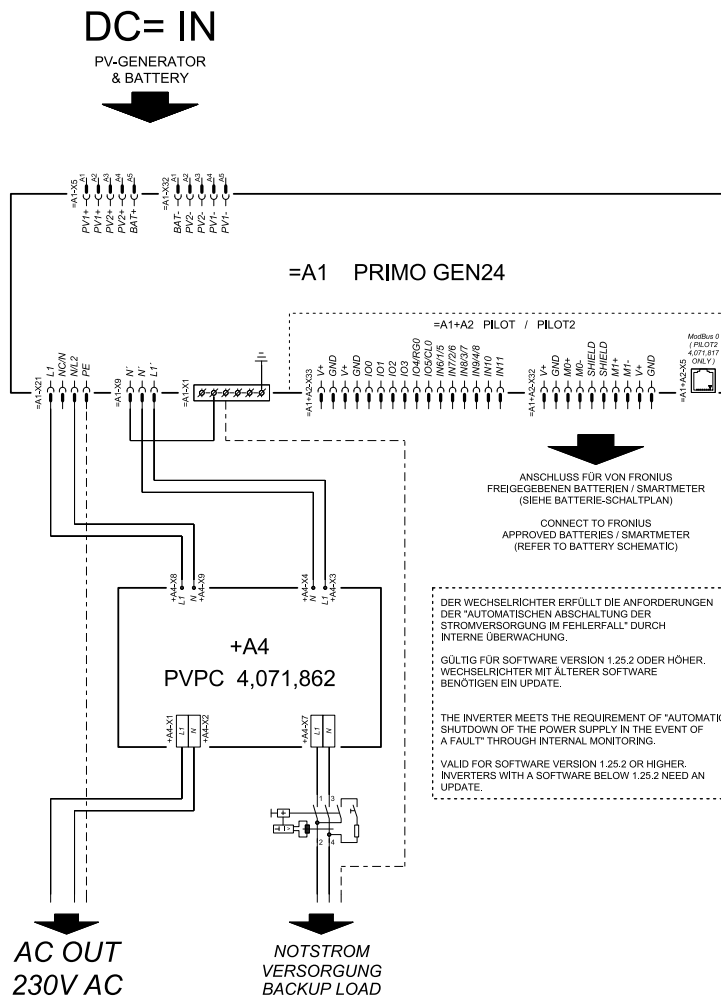 DC= IN
PV-GENERATOR
& BATTERY
=A1-X5
A1
A2
A3
A4
A5
PV1+
PV1+
PV2+
PV2+
BAT+
=A1-X32
A1
A2
A3
A4
A5
BAT-
PV2-
PV2-
PV1-
PV1-
=A1 PRIMO GEN24
=A1+A2 PILOT / PILOT2
=A1-X21
L1
NC/N
N/L2
PE
=A1-X9
N'
N'
L1'
=A1-X1
=A1+A2-X33
V+
GND
V+
GND
IO0
IO1
IO2
IO3
IO4/RG0
IO5/CL0
IN6/1/5
IN7/2/6
IN8/3/7
IN9/4/8
IN10
IN11
=A1+A2-X32
V+
GND
M0+
M0-
SHIELD
SHIELD
M1+
M1-
V+
GND
=A1+A2-X5
ModBus 0
( PILOT2
4,071,817
ONLY )
ANSCHLUSS FÜR VON FRONIUS
FREIGEGEBENEN BATTERIEN / SMARTMETER
(SIEHE BATTERIE-SCHALTPLAN)
CONNECT TO FRONIUS
APPROVED BATTERIES / SMARTMETER
(REFER TO BATTERY SCHEMATIC)
+A4-X8
L1
N
+A4-X9
+A4-X4
N
L1
+A4-X3
+A4
PVPC 4,071,862
+A4-X1
L1
N
+A4-X2
+A4-X7
L1
N
DER WECHSELRICHTER ERFÜLLT DIE ANFORDERUNGEN
DER "AUTOMATISCHEN ABSCHALTUNG DER
STROMVERSORGUNG IM FEHLERFALL" DURCH
INTERNE ÜBERWACHUNG.
GÜLTIG FÜR SOFTWARE VERSION 1.25.2 ODER HÖHER.
WECHSELRICHTER MIT ÄLTERER SOFTWARE
BENÖTIGEN EIN UPDATE.
THE INVERTER MEETS THE REQUIREMENT OF "AUTOMATIC
SHUTDOWN OF THE POWER SUPPLY IN THE EVENT OF
A FAULT" THROUGH INTERNAL MONITORING.
VALID FOR SOFTWARE VERSION 1.25.2 OR HIGHER.
INVERTERS WITH A SOFTWARE BELOW 1.25.2 NEED AN
UPDATE.
1 3
2 4
AC OUT
230V AC
NOTSTROM
VERSORGUNG
BACKUP LOAD